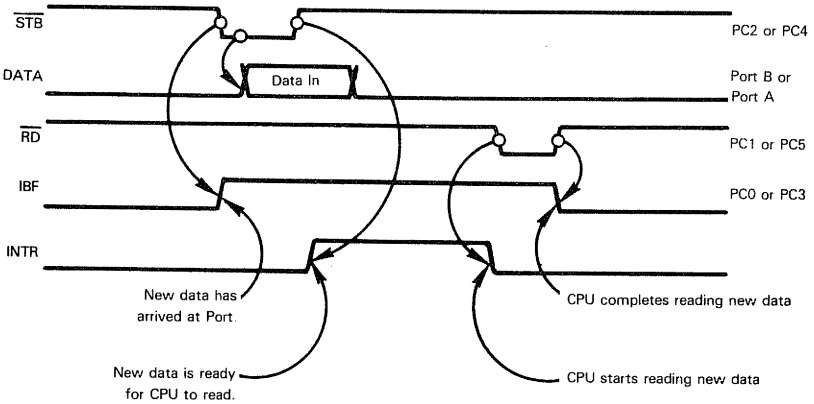 STB
PC2 or PC4
DATA
Data In
Port B or
Port A
RD
PC1 or PC5
IBF
PC0 or PC3
INTR
New data has
arrived at Port.
CPU completes reading new data
New data is ready
for CPU to read.
CPU starts reading new data